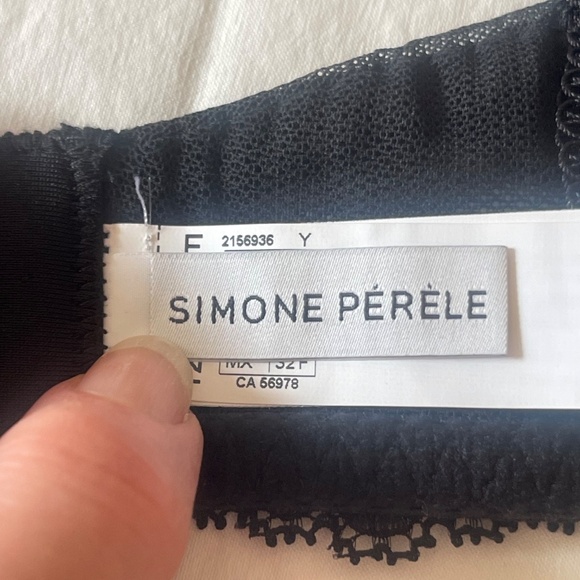 2156936 Y
SIMONE PÉRÈLE
MX 32F
CA 56978